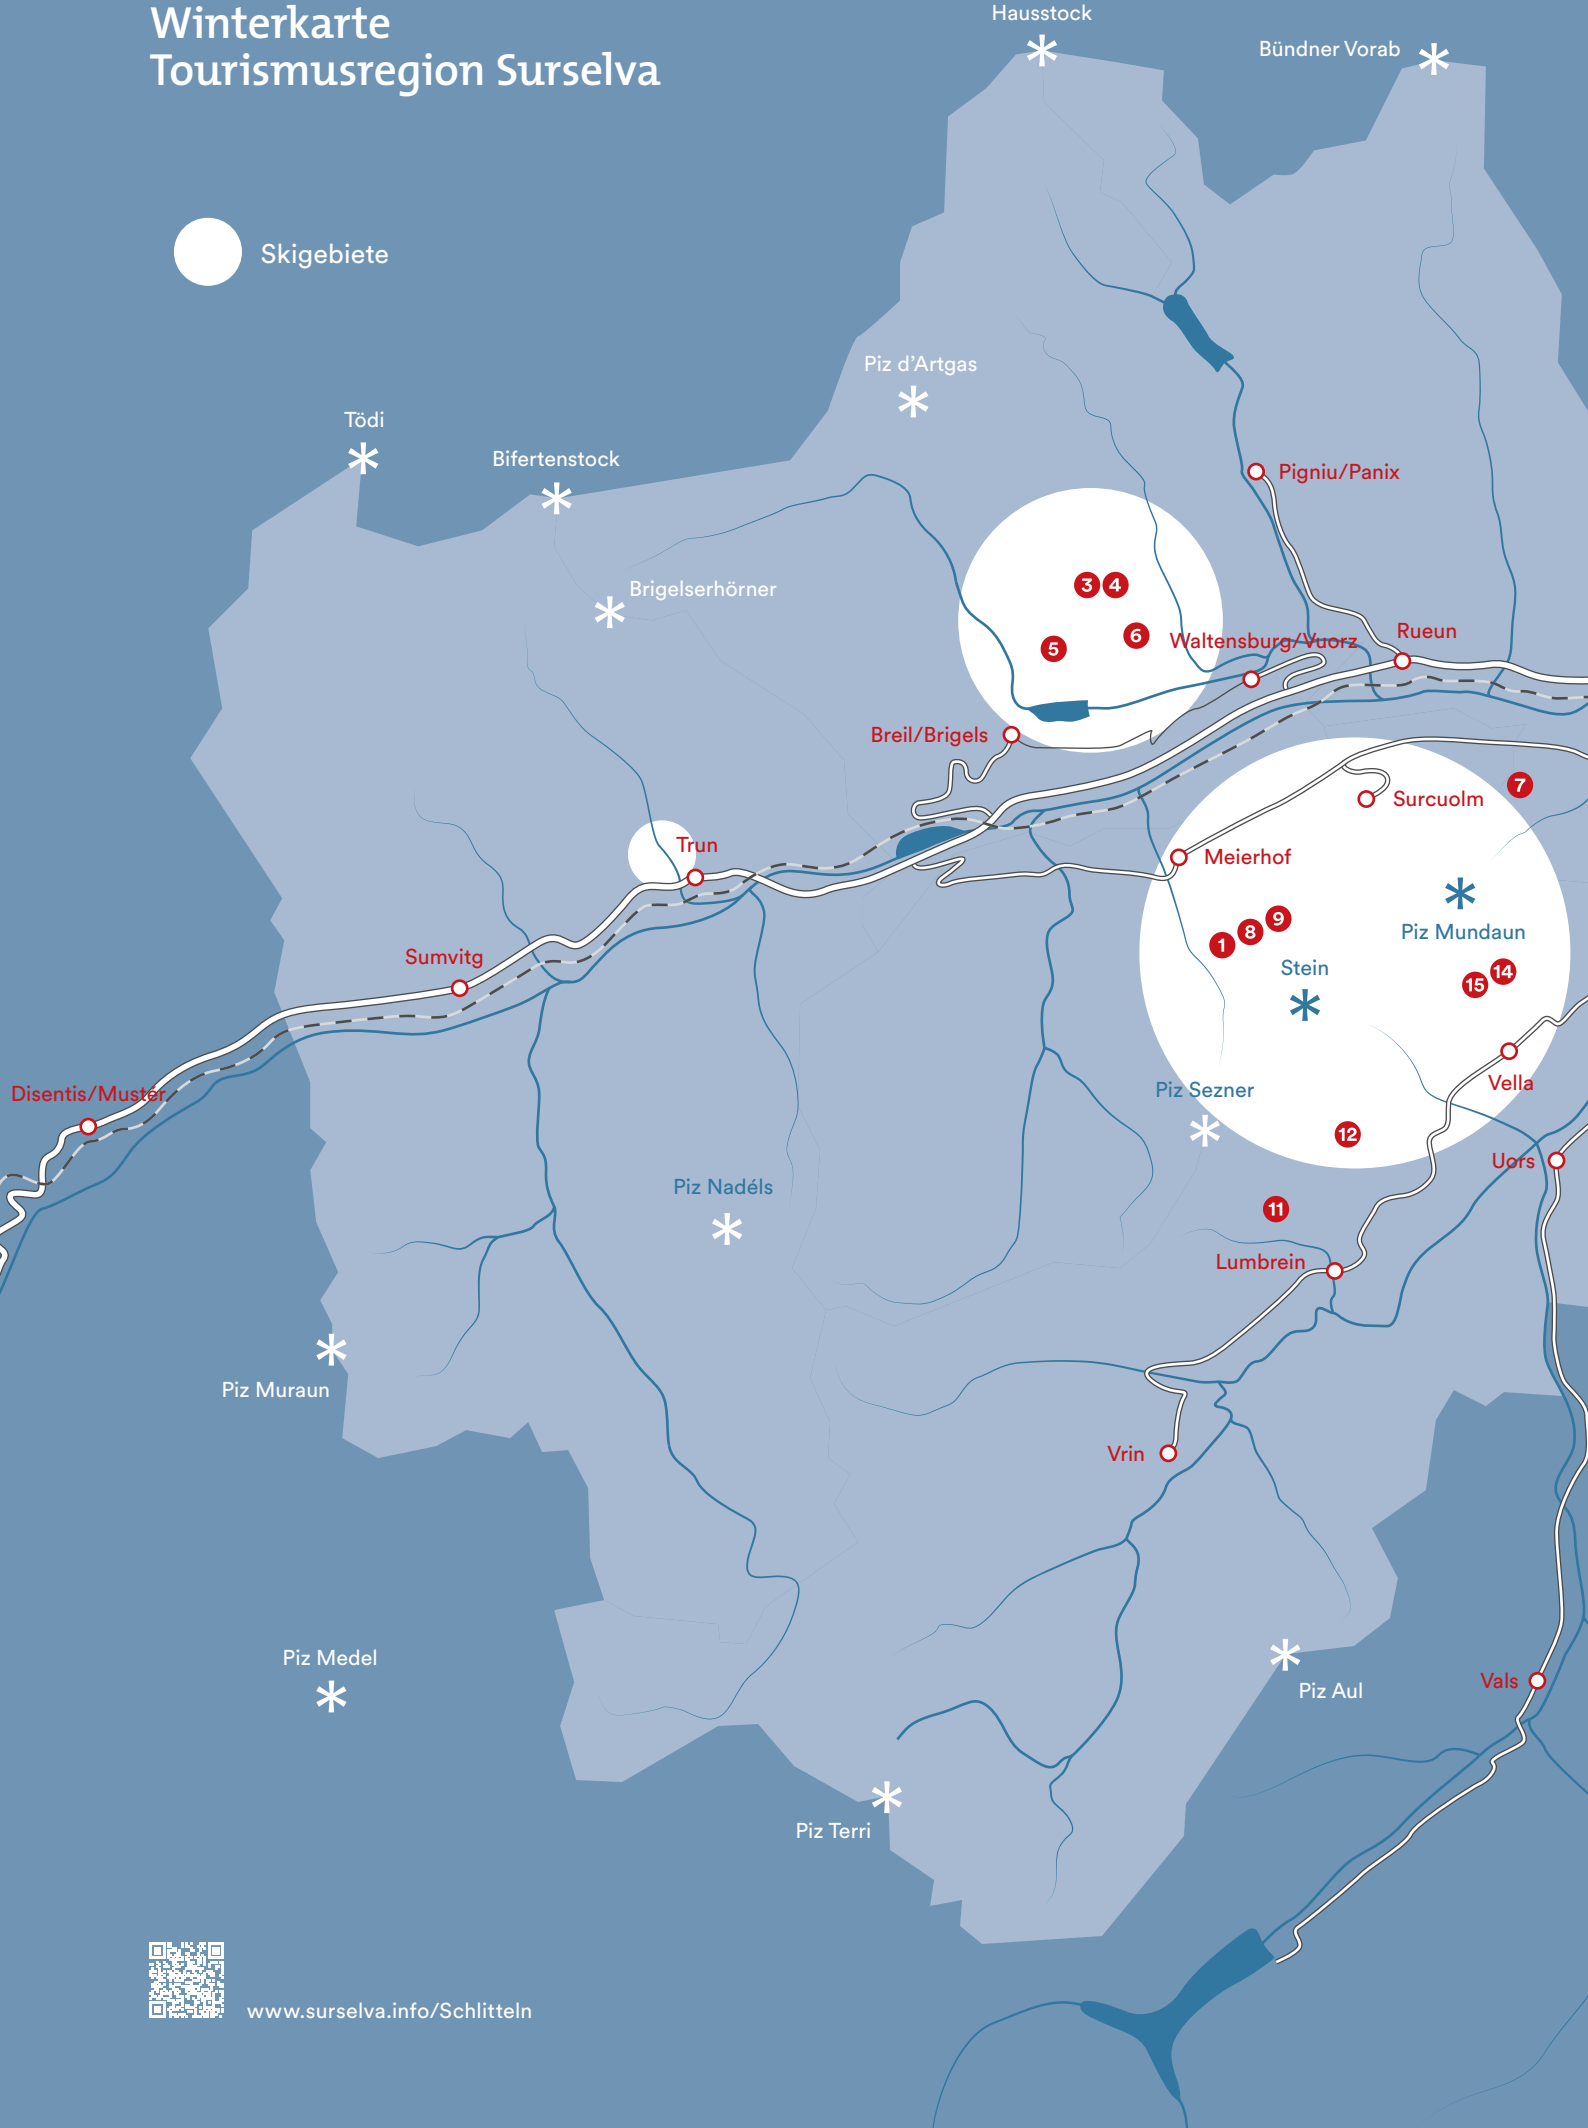 Winterkarte
Tourismusregion Surselva
Hausstock
Bündner Vorab
Skigebiete
Piz d'Artgas
Tödi
Bifertenstock
Pigniu/Panix
Brigelserhörner
3
4
5
6
Waltensburg/Vuorz
Rueun
Breil/Brigels
Surcuolm
7
Trun
Meierhof
Piz Mundaun
9
8
1
Sumvitg
Stein
14
15
Disentis/Mustér
Piz Sezner
Vella
12
Uors
Piz Nadéls
11
Lumbrein
Piz Muraun
Vrin
Piz Medel
Piz Aul
Vals
Piz Terri
www.surselva.info/Schlitteln